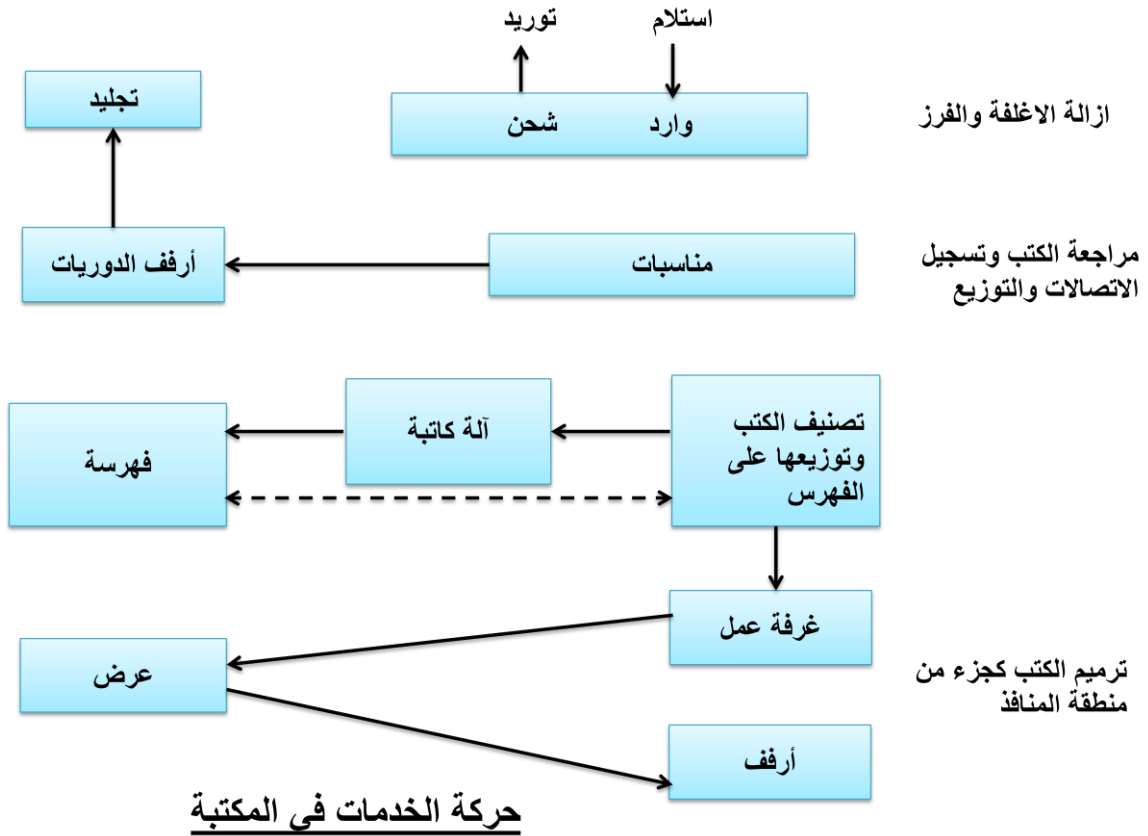 استلام
توريد
ازالة الاغلفة والفرز
وارد
شحن
تجليد
مراجعة الكتب وتسجيل
الاتصالات والتوزيع
مناسبات
أرفف الدوريات
تصنيف الكتب
وتوزيعها على
الفهرس
آلة كاتبة
فهرسة
غرفة عمل
ترميم الكتب كجزء من
منطقة المنافذ
عرض
أرفف
حركة الخدمات في المكتبة